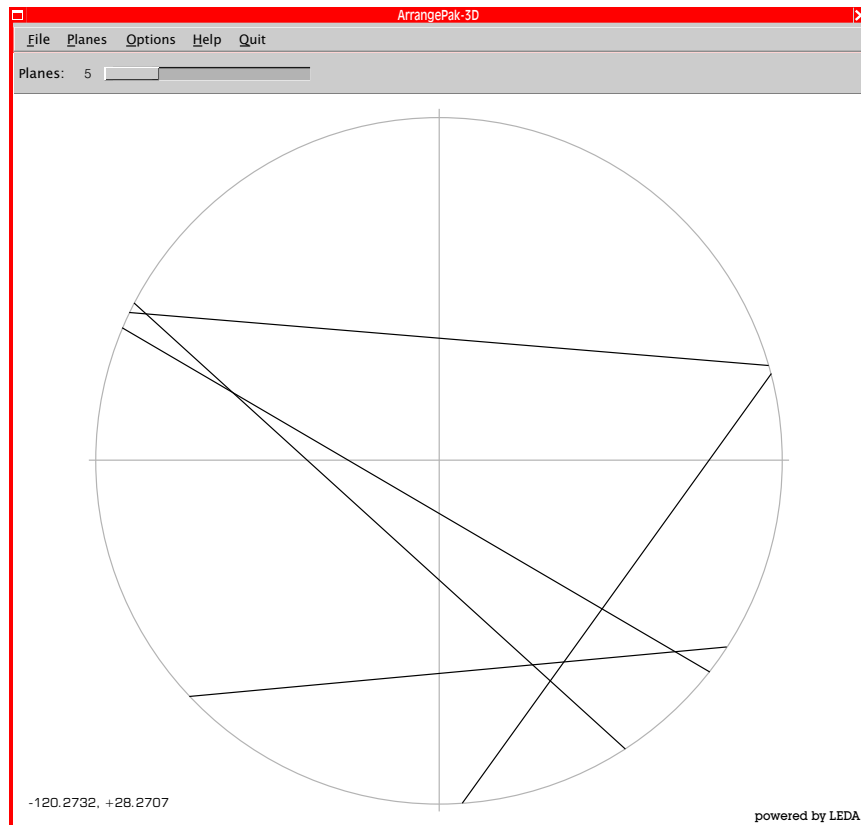 ArrangePak-3D
File Planes Options Help Quit
Planes: 5
-120.2732, +28.2707
powered by LEDA